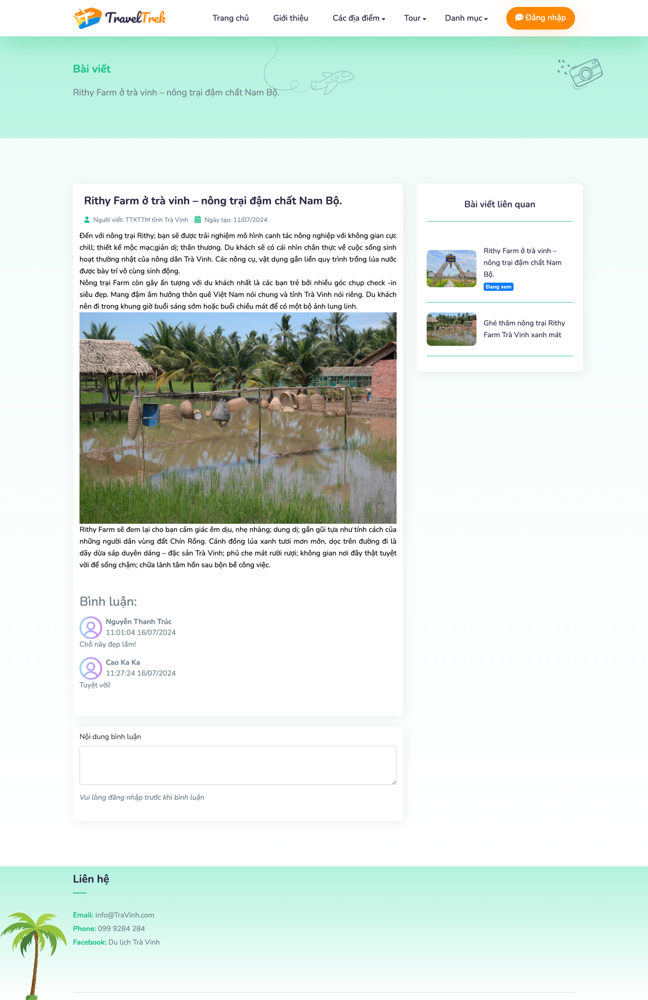 TravelTrek
Trang chủ
Giới thiệu
Các địa điểm
Tour
Danh mục
Đăng nhập
Bài viết
Rithy Farm ở trà vinh – nông trại đậm chất Nam Bộ.
Rithy Farm ở trà vinh – nông trại đậm chất Nam Bộ.
Người viết: TTXTTM tỉnh Trà Vinh
Ngày tạo: 11/07/2024
Đến với nông trại Rithy; bạn sẽ được trải nghiệm mô hình canh tác nông nghiệp với không gian cực
chill; thiết kế mộc mạc;giản dị; thân thương. Du khách sẽ có cái nhìn chân thực về cuộc sống sinh
hoạt thường nhật của nông dân Trà Vinh. Các nông cụ, vật dụng gắn liền quy trình trồng lúa nước
được bày trí vô cùng sinh động.
Nông trại Farm còn gây ấn tượng với du khách nhất là các bạn trẻ bởi nhiều góc chụp check -in
siêu đẹp. Mang đậm âm hưởng thôn quê Việt Nam nói chung và tỉnh Trà Vinh nói riêng. Du khách
nên đi trong khung giờ buổi sáng sớm hoặc buổi chiều mát để có một bộ ảnh lung linh.
Rithy Farm sẽ đem lại cho bạn cảm giác êm dịu, nhẹ nhàng; dung dị; gần gũi tựa như tính cách của
những người dân vùng đất Chín Rồng. Cánh đồng lúa xanh tươi mơn mởn, dọc trên đường đi là
dãy dừa sáp duyên dáng – đặc sản Trà Vinh; phủ che mát rười rượi; không gian nơi đây thật tuyệt
vời để sống chậm; chữa lành tâm hồn sau bộn bề công việc.
Bình luận:
Nguyễn Thanh Trúc
11:01:04 16/07/2024
Chỗ này đẹp lắm!
Cao Ka Ka
11:27:24 16/07/2024
Tuyệt vời!
Nội dung bình luận
Vui lòng đăng nhập trước khi bình luận
Bài viết liên quan
Rithy Farm ở trà vinh –
nông trại đậm chất Nam
Bộ.
Đang xem
Ghé thăm nông trại Rithy
Farm Trà Vinh xanh mát
Liên hệ
Email: info@TraVinh.com
Phone: 099 9284 284
Facebook: Du lịch Trà Vinh